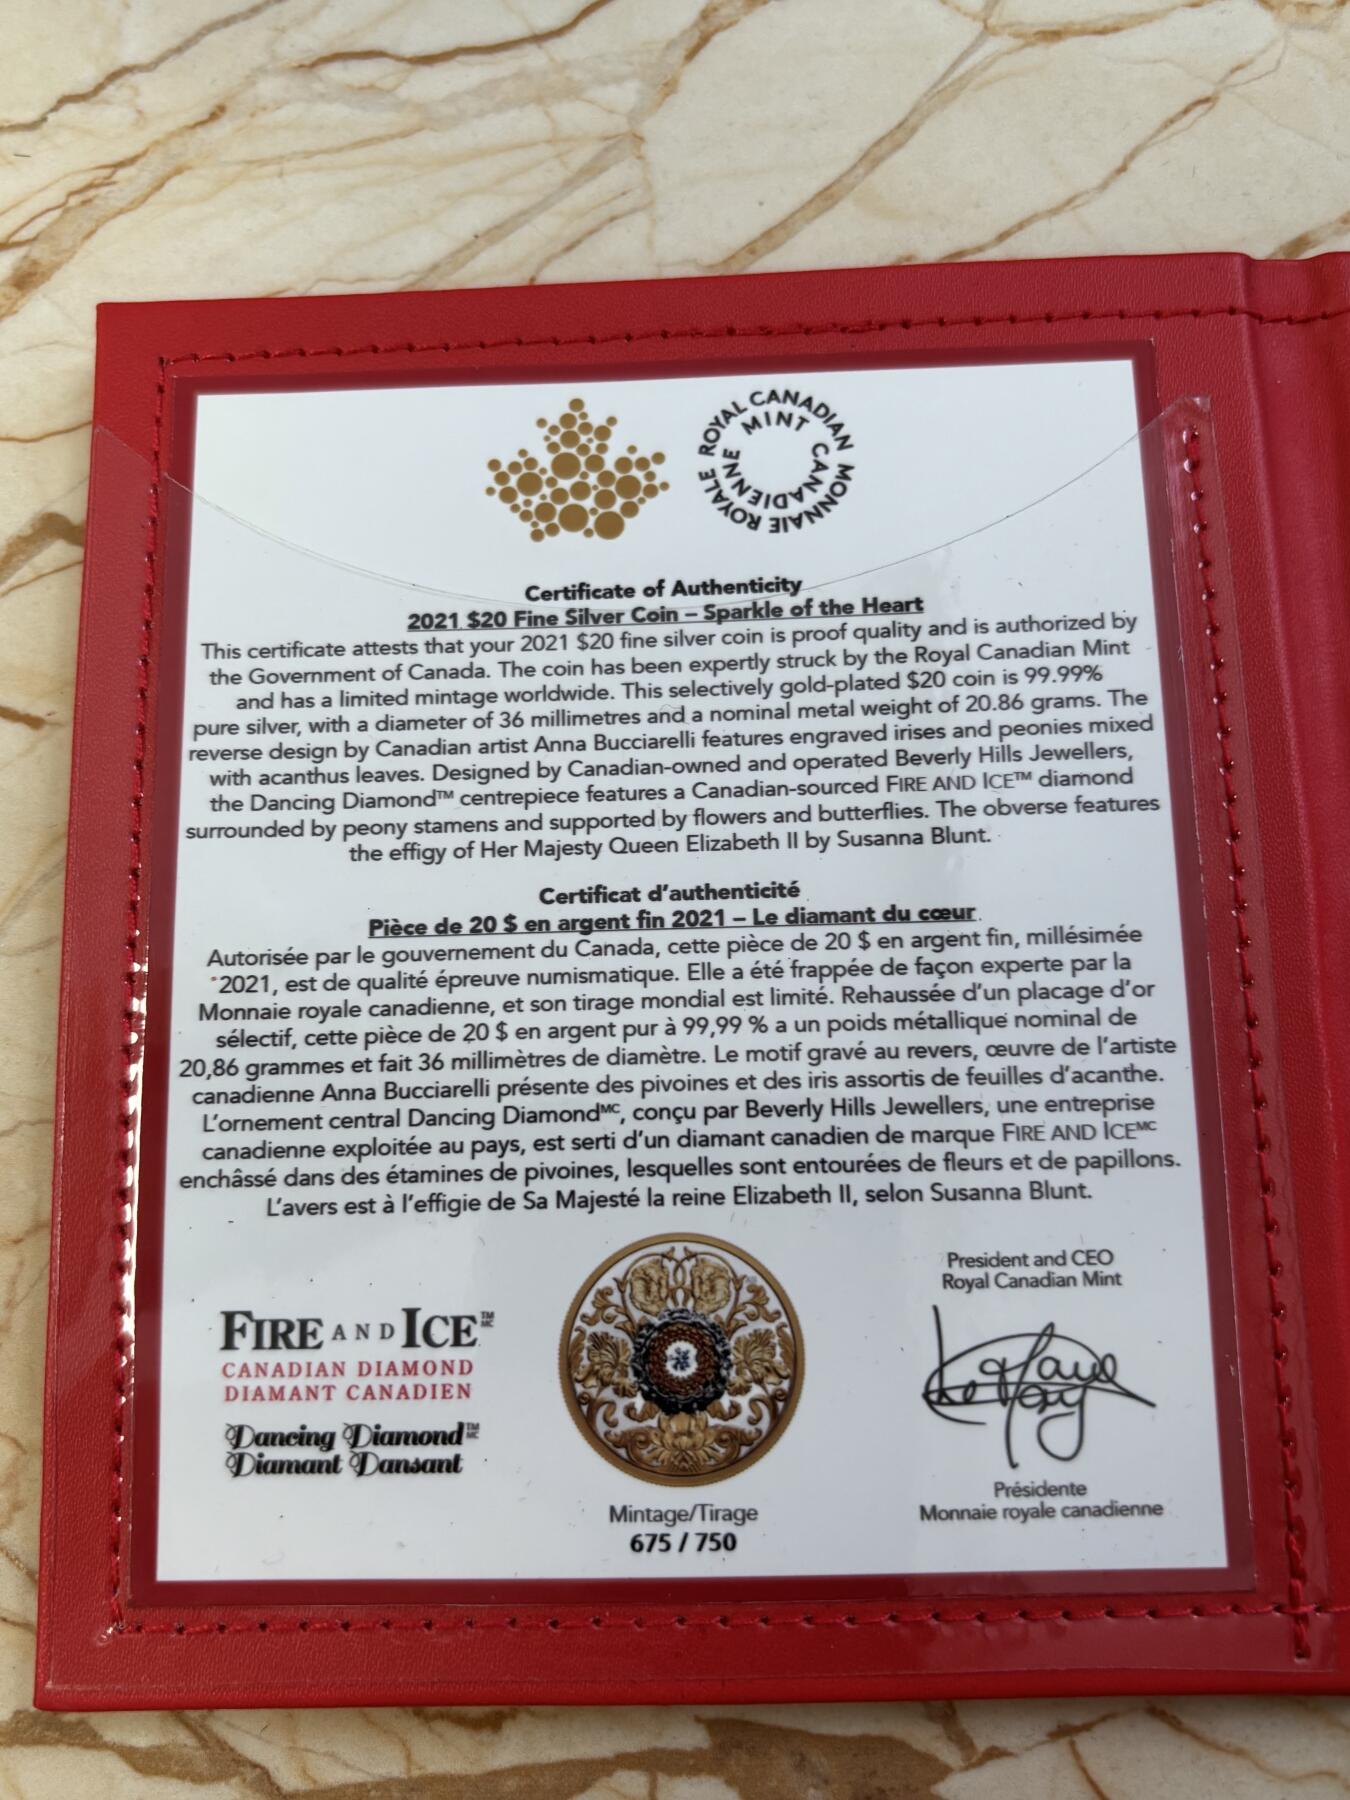 ROYAL CANADIAN MINT
MONNAIE ROYALE CANADIENNE
Certificate of Authenticity
2021 $20 Fine Silver Coin – Sparkle of the Heart
This certificate attests that your 2021 $20 fine silver coin is proof quality and is authorized by
the Government of Canada. The coin has been expertly struck by the Royal Canadian Mint
and has a limited mintage worldwide. This selectively gold-plated $20 coin is 99.99%
pure silver, with a diameter of 36 millimetres and a nominal metal weight of 20.86 grams. The
reverse design by Canadian artist Anna Bucciarelli features engraved irises and peonies mixed
with acanthus leaves. Designed by Canadian-owned and operated Beverly Hills Jewellers,
the Dancing Diamond™ centrepiece features a Canadian-sourced FIRE AND ICE™ diamond
surrounded by peony stamens and supported by flowers and butterflies. The obverse features
the effigy of Her Majesty Queen Elizabeth II by Susanna Blunt.
Certificat d'authenticité
Pièce de 20 $ en argent fin 2021 – Le diamant du cœur
Autorisée par le gouvernement du Canada, cette pièce de 20 $ en argent fin, millésimée
2021, est de qualité épreuve numismatique. Elle a été frappée de façon experte par la
Monnaie royale canadienne, et son tirage mondial est limité. Rehaussée d'un placage d'or
sélectif, cette pièce de 20 $ en argent pur à 99,99 % a un poids métallique nominal de
20,86 grammes et fait 36 millimètres de diamètre. Le motif gravé au revers, œuvre de l'artiste
canadienne Anna Bucciarelli présente des pivoines et des iris assortis de feuilles d'acanthe.
L'ornement central Dancing Diamondᴹᶜ, conçu par Beverly Hills Jewellers, une entreprise
canadienne exploitée au pays, est serti d'un diamant canadien de marque FIRE AND ICEᴹᶜ
enchâssé dans des étamines de pivoines, lesquelles sont entourées de fleurs et de papillons.
L'avers est à l'effigie de Sa Majesté la reine Elizabeth II, selon Susanna Blunt.
FIRE AND ICE™ MC
CANADIAN DIAMOND
DIAMANT CANADIEN
Dancing Diamond™ MC
Diamant Dansant
Mintage/Tirage
675 / 750
President and CEO
Royal Canadian Mint
Présidente
Monnaie royale canadienne